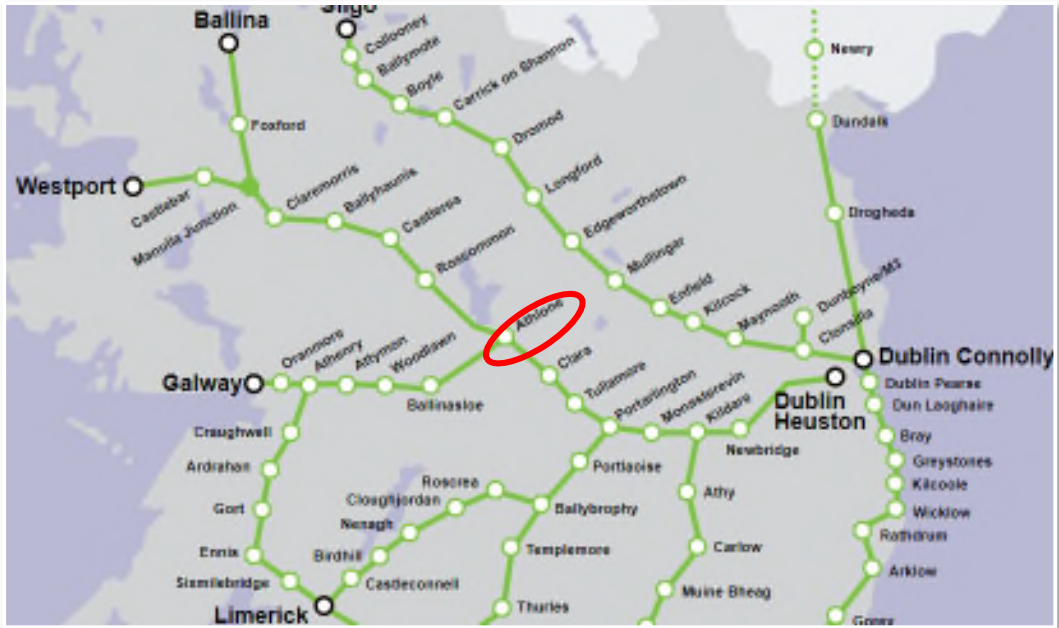 Sligo
Ballina
Collooney
Ballymote
Boyle
Carrick on Shannon
Newry
Foxford
Dromod
Dundalk
Westport
Castlebar
Manulla Junction
Claremorris
Ballyhaunis
Castlerea
Longford
Edgeworthstown
Drogheda
Roscommon
Mullingar
Enfield
Kilcock
Maynooth
Dunboyne/M3
Clonsilla
Athlone
Dublin Connolly
Galway
Oranmore
Athenry
Attymon
Woodlawn
Ballinasloe
Clara
Tullamore
Portarlington
Monasterevin
Kildare
Newbridge
Dublin
Heuston
Dublin Pearse
Dun Laoghaire
Bray
Greystones
Kilcoole
Wicklow
Rathdrum
Arklow
Gorey
Craughwell
Ardrahan
Gort
Ennis
Sixmilebridge
Limerick
Roscrea
Cloughjordan
Nenagh
Birdhill
Castleconnell
Portlaoise
Ballybrophy
Templemore
Thurles
Athy
Carlow
Muine Bheag